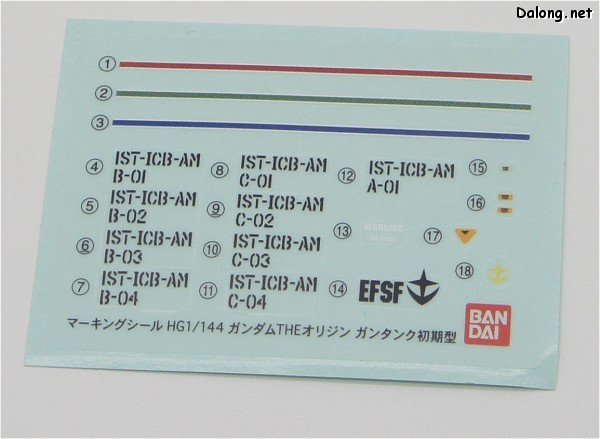 Dalong.net
①
②
③
④ IST-ICB-AM B-01
⑧ IST-ICB-AM C-01
⑫ IST-ICB-AM A-01
⑮
⑤ IST-ICB-AM B-02
⑨ IST-ICB-AM C-02
⑯
⑥ IST-ICB-AM B-03
⑩ IST-ICB-AM C-03
⑬ WARNING
⑰
⑦ IST-ICB-AM B-04
⑪ IST-ICB-AM C-04
⑭ EFSF
⑱
マーキングシール HG1/144 ガンダムTHEオリジン ガンタンク初期型
BAN
DAI